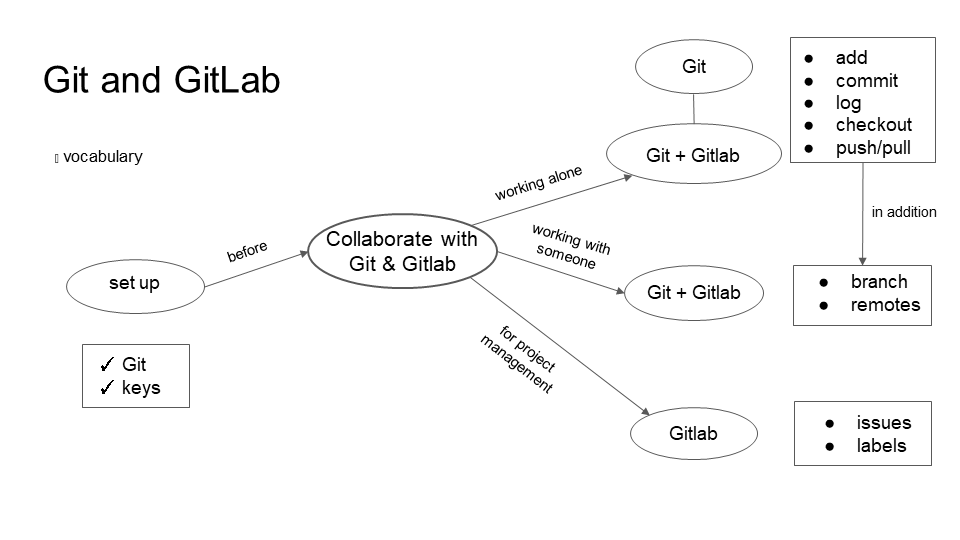 Git and GitLab
vocabulary
set up
✓ Git
✓ keys
before
Collaborate with
Git & Gitlab
working alone
Git
Git + Gitlab
● add
● commit
● log
● checkout
● push/pull
in addition
working with
someone
Git + Gitlab
● branch
● remotes
for project
management
Gitlab
● issues
● labels